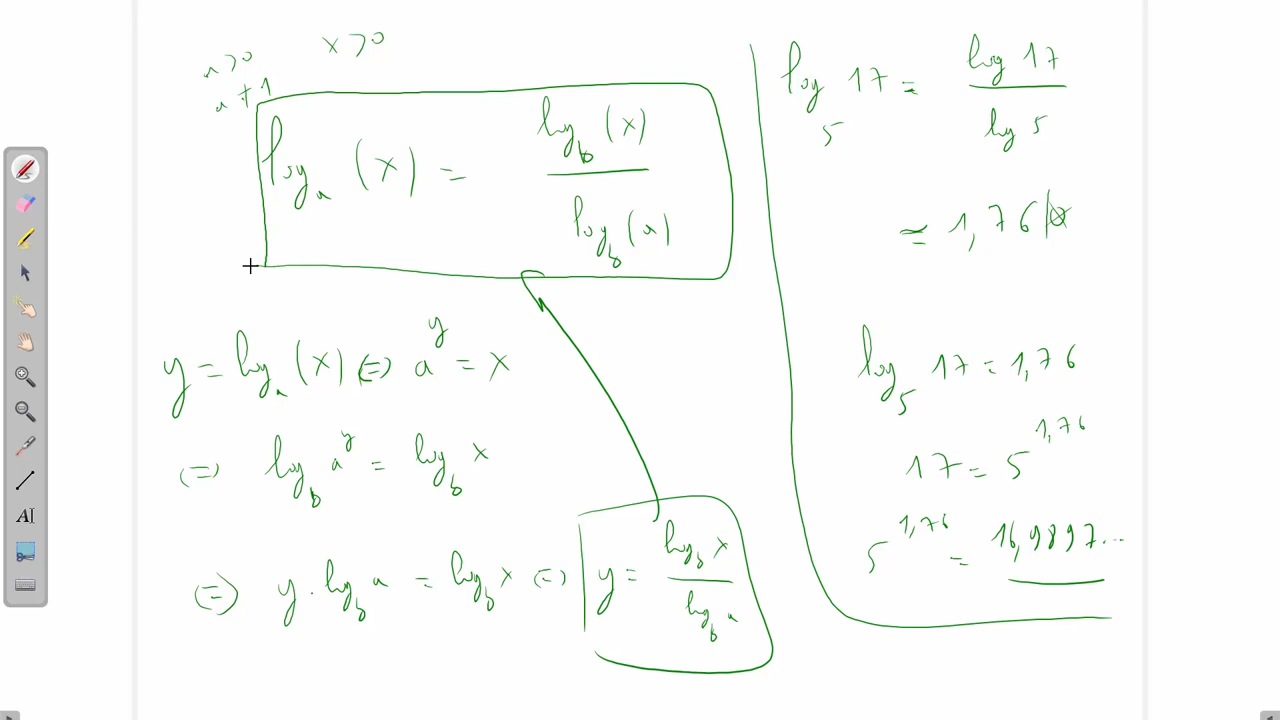 a > 0
x > 0
a ≠ 1
log_a (x) = log_b (x) / log_b (a)
y = log_a (x) ⇔ a^y = x
⇔ log_b a^y = log_b x
⇔ y · log_b a = log_b x ⇔ y = log_b x / log_b a
log_5 17 = log 17 / log 5
≃ 1,76
log_5 17 = 1,76
17 = 5^1,76
5^1,76 = 16,9897...
AI